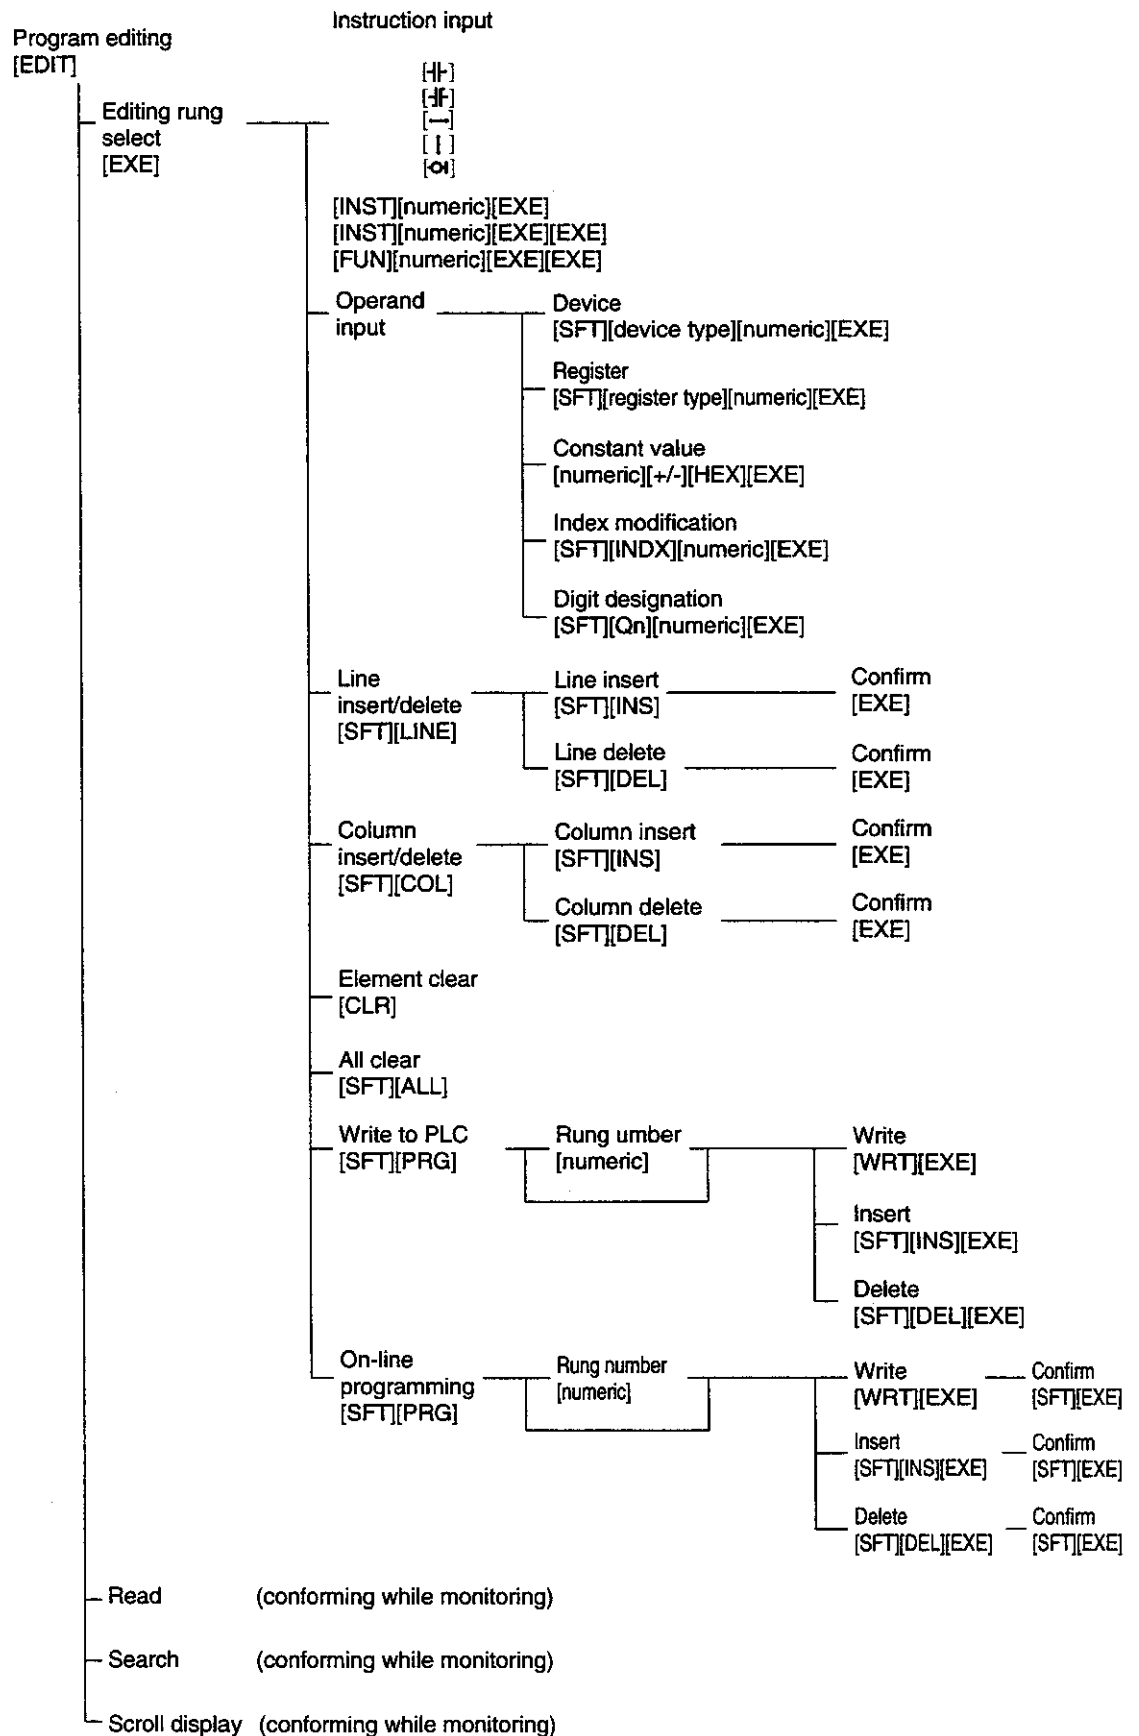 Instruction input
Program editing
[EDIT]
[⊣⊢]
[⊣F]
[—]
[|]
Editing rung
select
[EXE]
[INST][numeric][EXE]
[INST][numeric][EXE][EXE]
[FUN][numeric][EXE][EXE]
Operand
input
Device
[SFT][device type][numeric][EXE]
Register
[SFT][register type][numeric][EXE]
Constant value
[numeric][+/-][HEX][EXE]
Index modification
[SFT][INDX][numeric][EXE]
Digit designation
[SFT][Qn][numeric][EXE]
Line
insert/delete
[SFT][LINE]
Line insert
[SFT][INS]
Confirm
[EXE]
Line delete
[SFT][DEL]
Confirm
[EXE]
Column
insert/delete
[SFT][COL]
Column insert
[SFT][INS]
Confirm
[EXE]
Column delete
[SFT][DEL]
Confirm
[EXE]
Element clear
[CLR]
All clear
[SFT][ALL]
Write to PLC
[SFT][PRG]
Rung umber
[numeric]
Write
[WRT][EXE]
Insert
[SFT][INS][EXE]
Delete
[SFT][DEL][EXE]
On-line
programming
[SFT][PRG]
Rung number
[numeric]
Write
[WRT][EXE]
Confirm
[SFT][EXE]
Insert
[SFT][INS][EXE]
Confirm
[SFT][EXE]
Delete
[SFT][DEL][EXE]
Confirm
[SFT][EXE]
Read (conforming while monitoring)
Search (conforming while monitoring)
Scroll display (conforming while monitoring)